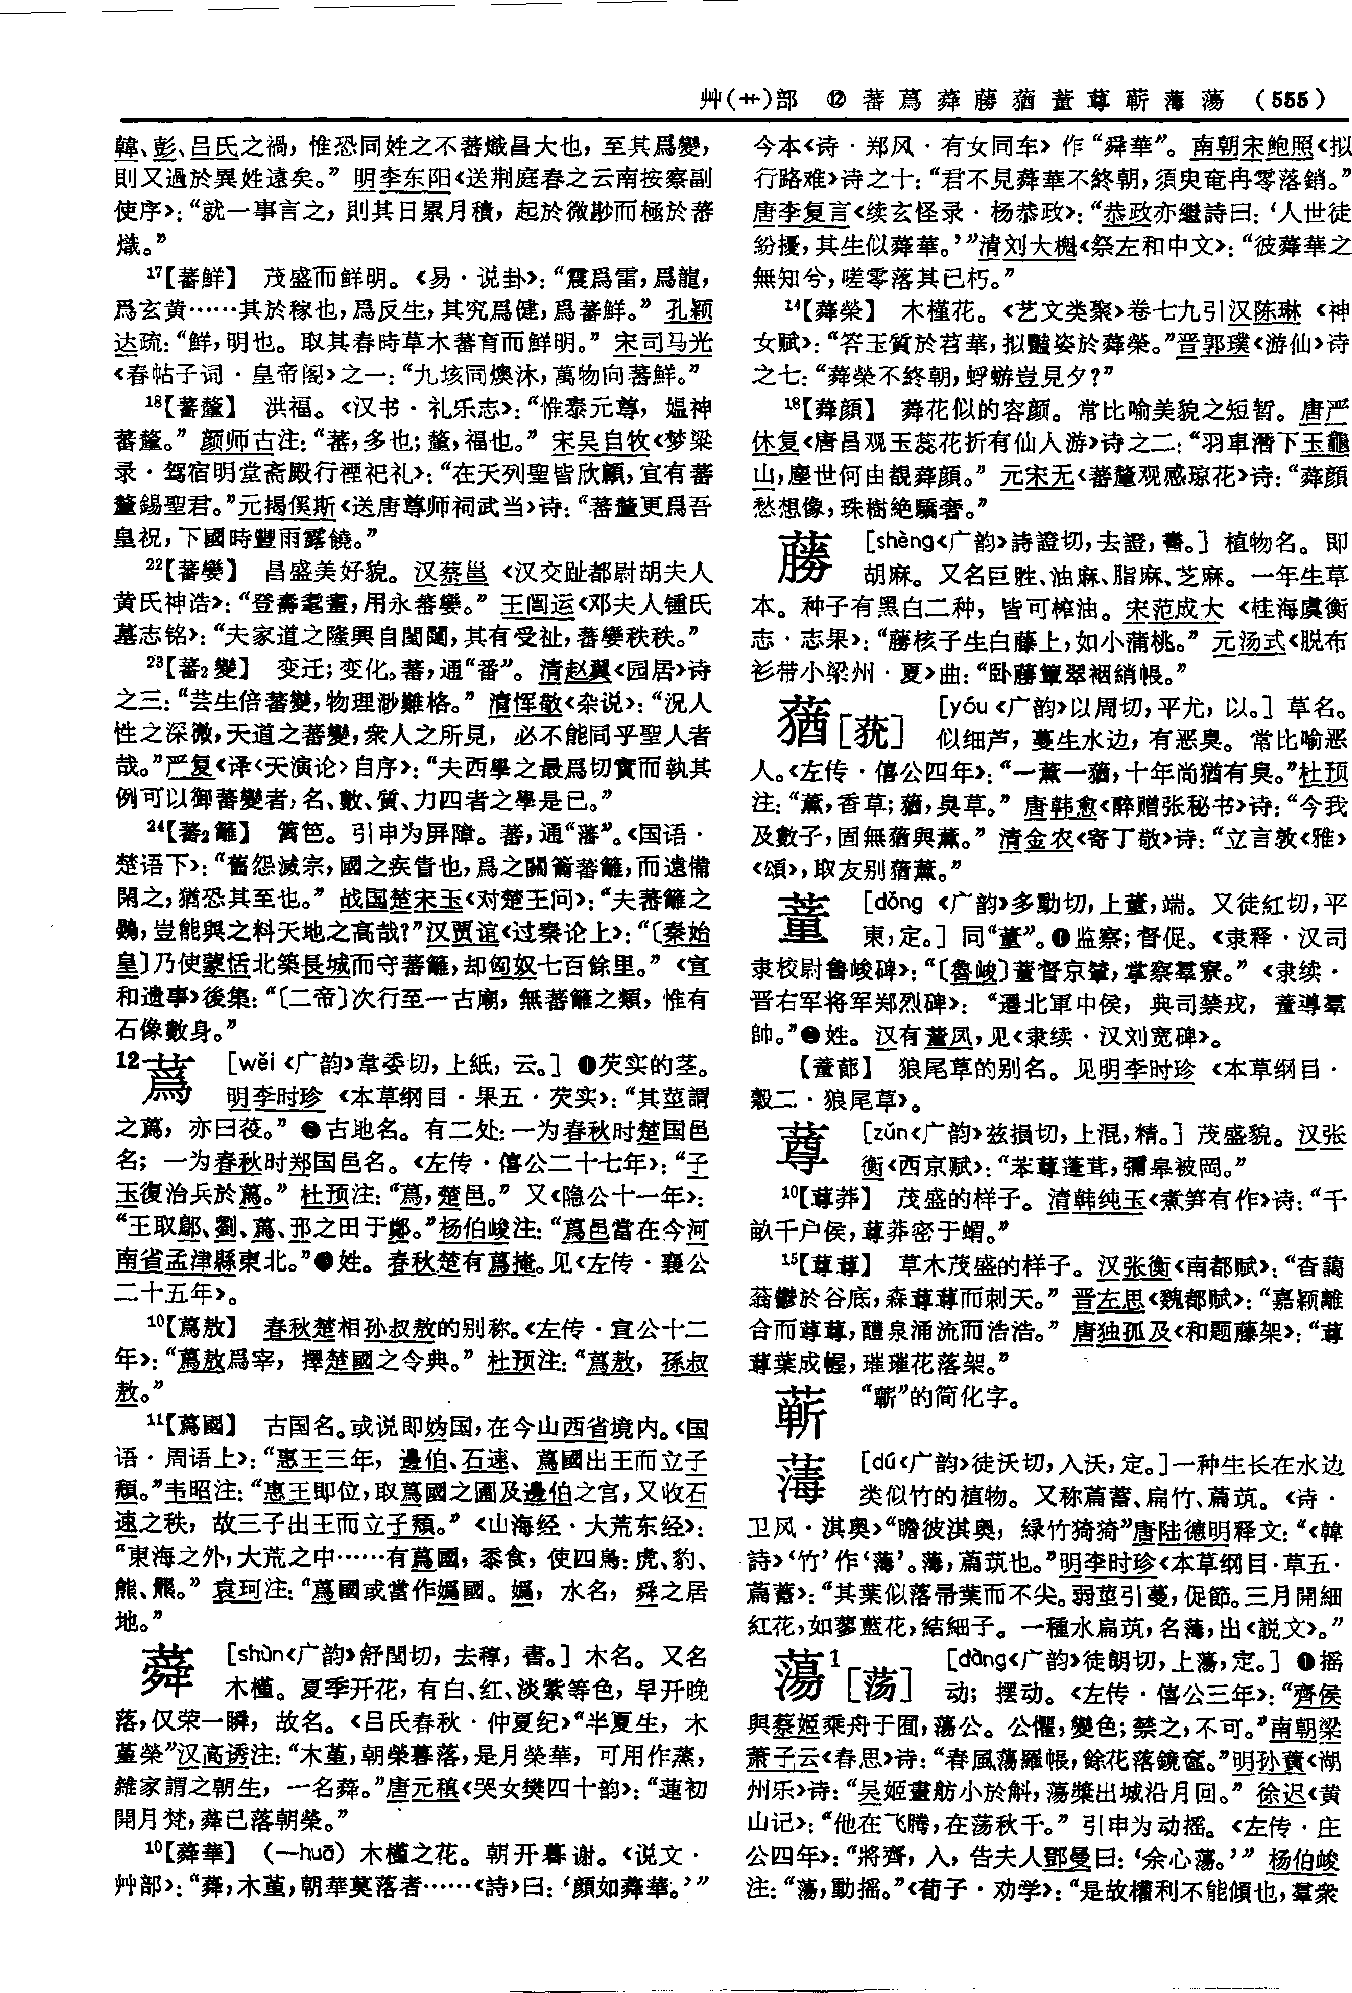 艸(艹)部 ⑫ 蕃蔿蕣蕂蕕蕫蕁蕲薚蕩 (555)
韓、彭、吕氏之禍，惟恐同姓之不蕃熾昌大也，至其爲變，
則又過於異姓遠矣。” 明李东阳《送荆庭春之云南按察副
使序》：“就一事言之，則其日累月積，起於微眇而極於蕃
熾。”
17【蕃鮮】 茂盛而鲜明。《易·说卦》：“震爲雷，爲龍，
爲玄黄……其於稼也，爲反生，其究爲健，爲蕃鮮。” 孔颖
达疏：“鮮，明也。取其春時草木蕃育而鮮明。” 宋司马光
《春帖子词·皇帝阁》之一：“九垓同燠沐，萬物向蕃鮮。”
18【蕃釐】 洪福。《汉书·礼乐志》：“惟泰元尊，媪神
蕃釐。” 颜师古注：“蕃，多也；釐，福也。” 宋吴自牧《梦粱
录·驾宿明堂斋殿行禋祀礼》：“在天列聖皆欣顧，宜有蕃
釐錫聖君。”元揭傒斯《送唐尊师祠武当》诗：“蕃釐更爲吾
皇祝，下國時豐雨露饒。”
22【蕃孌】 昌盛美好貌。汉蔡邕《汉交趾都尉胡夫人
黄氏神诰》：“登壽耄耋，用永蕃孌。” 王闿运《邓夫人锺氏
墓志铭》：“夫家道之隆興自閨闥，其有受祉，蕃孌秩秩。”
23【蕃2變】 变迁；变化。蕃，通“番”。清赵翼《园居》诗
之三：“芸生倍蕃變，物理渺難格。” 清恽敬《杂说》：“況人
性之深微，天道之蕃變，衆人之所見，必不能同乎聖人者
哉。”严复《译〈天演论〉自序》：“夫西學之最爲切實而執其
例可以御蕃變者，名、數、質、力四者之學是已。”
24【蕃2籬】 篱笆。引申为屏障。蕃，通“藩”。《国语·
楚语下》：“舊怨滅宗，國之疾眚也，爲之關籥蕃籬，而遠備
閑之，猶恐其至也。” 战国楚宋玉《对楚王问》：“夫蕃籬之
鷃，豈能與之料天地之高哉？”汉贾谊《过秦论上》：“〔秦始
皇〕乃使蒙恬北築長城而守蕃籬，却匈奴七百餘里。” 《宣
和遗事》後集：“〔二帝〕次行至一古廟，無蕃籬之類，惟有
石像數身。”
12蔿 [wěi《广韵》韋委切，上紙，云。] ❶芡实的茎。
明李时珍《本草纲目·果五·芡实》：“其莖謂
之蔿，亦曰䓈。” ❷古地名。有二处：一为春秋时楚国邑
名；一为春秋时郑国邑名。《左传·僖公二十七年》：“子
玉復治兵於蔿。” 杜预注：“蔿，楚邑。” 又《隐公十一年》：
“王取鄔、劉、蔿、邘之田于鄭。”杨伯峻注：“蔿邑當在今河
南省孟津縣東北。”❸姓。春秋楚有蔿掩。见《左传·襄公
二十五年》。
10【蔿敖】 春秋楚相孙叔敖的别称。《左传·宣公十二
年》：“蔿敖爲宰，擇楚國之令典。” 杜预注：“蔿敖，孫叔
敖。”
11【蔿國】 古国名。或说即妫国，在今山西省境内。《国
语·周语上》：“惠王三年，邊伯、石速、蔿國出王而立子
頹。”韦昭注：“惠王即位，取蔿國之圃及邊伯之宫，又收石
速之秩，故三子出王而立子頹。” 《山海经·大荒东经》：
“東海之外，大荒之中……有蔿國，黍食，使四鳥：虎、豹、
熊、羆。” 袁珂注：“蔿國或當作嬀國。嬀，水名，舜之居
地。”
蕣 [shùn《广韵》舒閏切，去稕，書。] 木名。又名
木槿。夏季开花，有白、红、淡紫等色，早开晚
落，仅荣一瞬，故名。《吕氏春秋·仲夏纪》“半夏生，木
堇榮”汉高诱注：“木堇，朝榮暮落，是月榮華，可用作蒸，
雜家謂之朝生，一名蕣。”唐元稹《哭女樊四十韵》：“蓮初
開月梵，蕣已落朝榮。”
10【蕣華】 (—huā) 木槿之花。朝开暮谢。《说文·
艸部》：“蕣，木堇，朝華莫落者……《詩》曰：‘顔如蕣華。’”
今本《诗·郑风·有女同车》作“舜華”。南朝宋鲍照《拟
行路难》诗之十：“君不見蕣華不終朝，須臾奄冉零落銷。”
唐李复言《续玄怪录·杨恭政》：“恭政亦繼詩曰：‘人世徒
紛擾，其生似蕣華。’”清刘大櫆《祭左和中文》：“彼蕣華之
無知兮，嗟零落其已朽。”
14【蕣榮】 木槿花。《艺文类聚》卷七九引汉陈琳《神
女赋》：“答玉質於苕華，拟豔姿於蕣榮。”晋郭璞《游仙》诗
之七：“蕣榮不終朝，蜉蝣豈見夕？”
18【蕣顔】 蕣花似的容颜。常比喻美貌之短暂。唐严
休复《唐昌观玉蕊花折有仙人游》诗之二：“羽車潛下玉龜
山，塵世何由覩蕣顔。” 元宋无《蕃釐观感琼花》诗：“蕣顔
愁想像，珠樹絶驕奢。”
蕂 [shèng《广韵》詩證切，去證，書。] 植物名。即
胡麻。又名巨胜、油麻、脂麻、芝麻。一年生草
本。种子有黑白二种，皆可榨油。宋范成大《桂海虞衡
志·志果》：“蕂核子生白藤上，如小蒲桃。” 元汤式《脱布
衫带小梁州·夏》曲：“卧蕂簟翠裀綃帳。”
蕕[莸] [yóu《广韵》以周切，平尤，以。] 草名。
似细芦，蔓生水边，有恶臭。常比喻恶
人。《左传·僖公四年》：“一薰一蕕，十年尚猶有臭。”杜预
注：“薰，香草；蕕，臭草。” 唐韩愈《醉赠张秘书》诗：“今我
及數子，固無蕕與薰。” 清金农《寄丁敬》诗：“立言敦《雅》
《頌》，取友别蕕薰。”
蕫 [dǒng《广韵》多動切，上董，端。又徒紅切，平
東，定。] 同“董”。❶监察；督促。《隶释·汉司
隶校尉鲁峻碑》：“〔魯峻〕蕫督京輦，掌察羣寮。” 《隶续·
晋右军将军郑烈碑》：“遷北軍中侯，典司禁戎，蕫導羣
帥。”❷姓。汉有蕫凤，见《隶续·汉刘宽碑》。
【蕫蓈】 狼尾草的别名。见明李时珍《本草纲目·
穀二·狼尾草》。
蕁 [zǔn《广韵》兹損切，上混，精。] 茂盛貌。汉张
衡《西京赋》：“苯蕁蓬茸，彌皋被岡。”
10【蕁莽】 茂盛的样子。清韩纯玉《煮笋有作》诗：“千
畝千户侯，蕁莽密于蝟。”
15【蕁蕁】 草木茂盛的样子。汉张衡《南都赋》：“杳藹
蓊鬱於谷底，森蕁蕁而刺天。” 晋左思《魏都赋》：“嘉颖離
合而蕁蕁，醴泉涌流而浩浩。” 唐独孤及《和题藤架》：“蕁
蕁葉成幄，璀璀花落架。”
蕲 “蘄”的简化字。
薚 [dú《广韵》徒沃切，入沃，定。]一种生长在水边
类似竹的植物。又称萹蓄、扁竹、萹筑。《诗·
卫风·淇奥》“瞻彼淇奥，緑竹猗猗”唐陆德明释文：“《韓
詩》‘竹’作‘薚’。薚，萹筑也。”明李时珍《本草纲目·草五·
萹蓄》：“其葉似落帚葉而不尖。弱莖引蔓，促節。三月開細
紅花，如蓼藍花，結細子。一種水扁筑，名薚，出《説文》。”
蕩1[荡] [dàng《广韵》徒朗切，上蕩，定。] ❶摇
动；摆动。《左传·僖公三年》：“齊侯
與蔡姬乘舟于囿，蕩公。公懼，變色；禁之，不可。”南朝梁
萧子云《春思》诗：“春風蕩羅帳，餘花落鏡奩。”明孙蕡《湖
州乐》诗：“吴姬畫舫小於斛，蕩槳出城沿月回。” 徐迟《黄
山记》：“他在飞腾，在荡秋千。” 引申为动摇。《左传·庄
公四年》：“將齊，入，告夫人鄧曼曰：‘余心蕩。’” 杨伯峻
注：“蕩，動摇。”《荀子·劝学》：“是故權利不能傾也，羣衆